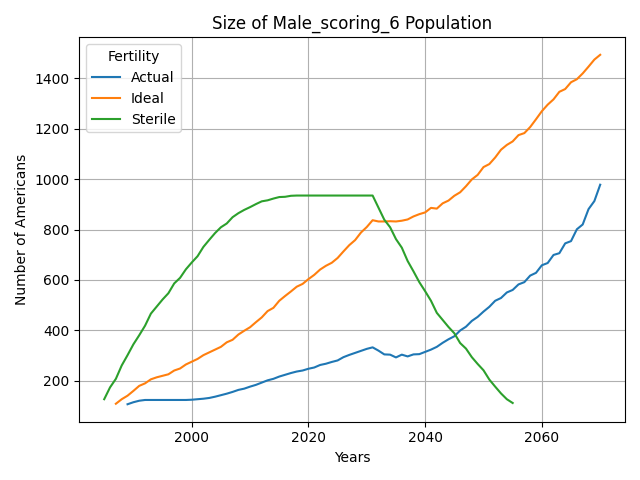 Size of Male_scoring_6 Population
Fertility
Actual
Ideal
Sterile
Number of Americans
1400
1200
1000
800
600
400
200
2000
2020
2040
2060
Years